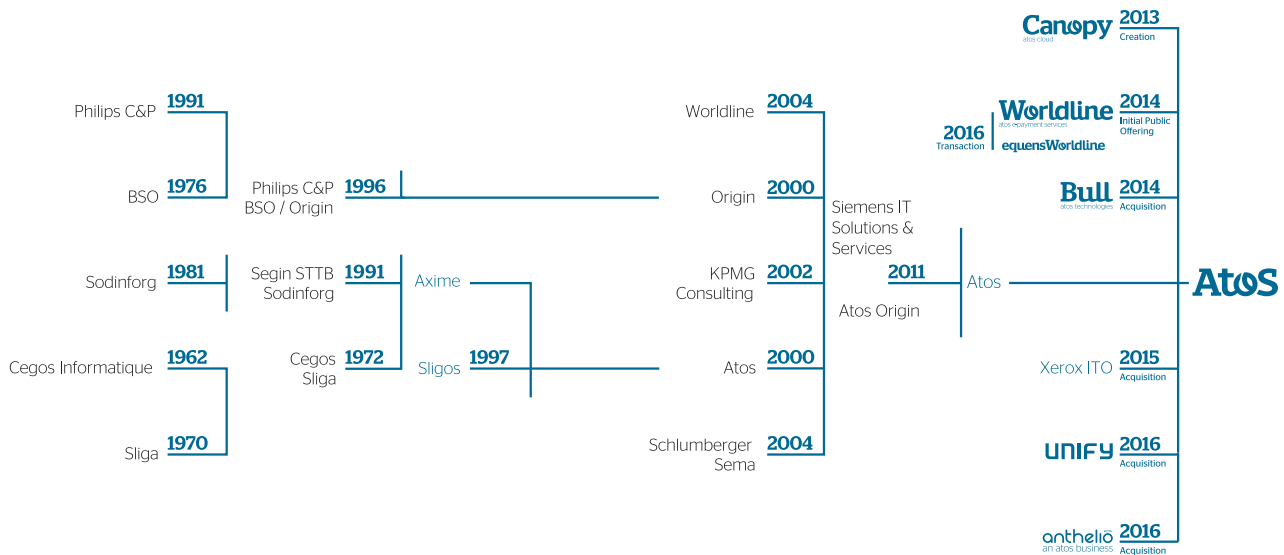 Philips C&P 1991
BSO 1976
Sodinforg 1981
Cegos Informatique 1962
Sliga 1970
Philips C&P 1996
BSO / Origin
Segin STTB 1991
Sodinforg
Cegos 1972
Sliga
Axime
Sligos 1997
Worldline 2004
Origin 2000
KPMG 2002
Consulting
Atos 2000
Schlumberger 2004
Sema
Siemens IT
Solutions &
Services
2011
Atos Origin
Atos
Canopy 2013
atos cloud Creation
Worldline 2014
atos e-payment services Initial Public
Offering
2016 equensWorldline
Transaction
Bull 2014
atos technologies Acquisition
Xerox ITO 2015
Acquisition
UNIFY 2016
Acquisition
anthelio 2016
an atos business Acquisition
Atos